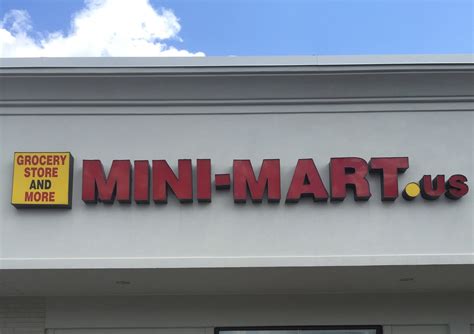 GROCERY
STORE
AND
MORE
MINI-MART.us